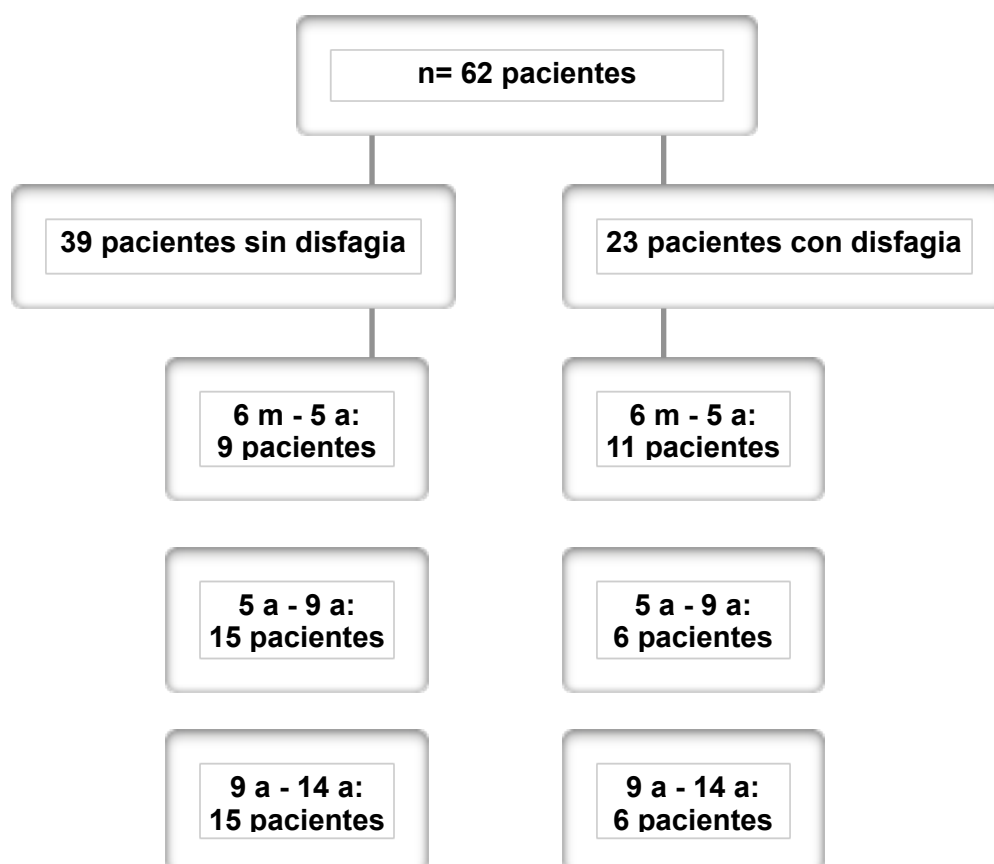 n= 62 pacientes
39 pacientes sin disfagia
23 pacientes con disfagia
6 m - 5 a:
9 pacientes
6 m - 5 a:
11 pacientes
5 a - 9 a:
15 pacientes
5 a - 9 a:
6 pacientes
9 a - 14 a:
15 pacientes
9 a - 14 a:
6 pacientes